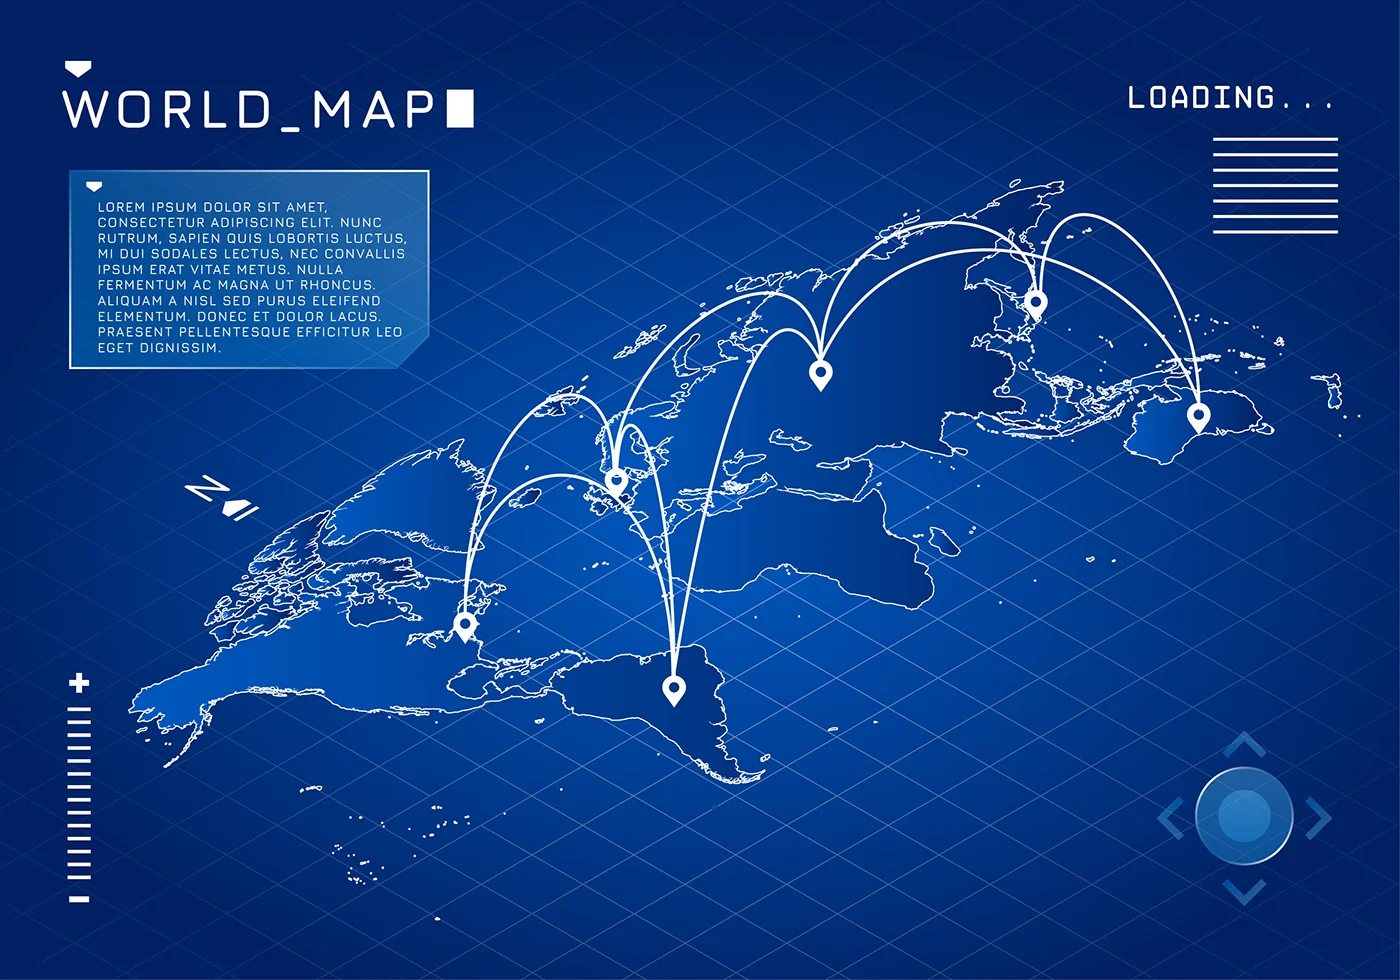 WORLD_MAP
LOADING...
LOREM IPSUM DOLOR SIT AMET,
CONSECTETUR ADIPISCING ELIT. NUNC
RUTRUM, SAPIEN QUIS LOBORTIS LUCTUS,
MI DUI SODALES LECTUS, NEC CONVALLIS
IPSUM ERAT VITAE METUS. NULLA
FERMENTUM AC MAGNA UT RHONCUS.
ALIQUAM A NISL SED PURUS ELEIFEND
ELEMENTUM. DONEC ET DOLOR LACUS.
PRAESENT PELLENTESQUE EFFICITUR LEO
EGET DIGNISSIM.
N
+
-